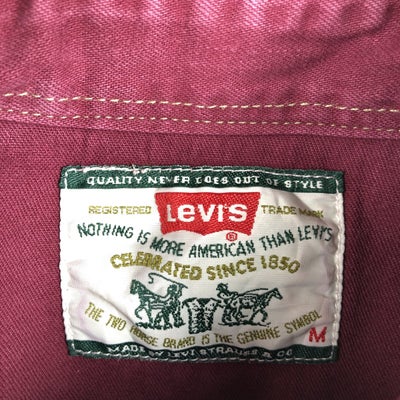 QUALITY NEVER DOES OUT OF STYLE
REGISTERED LEVI'S ® TRADE MARK
NOTHING IS MORE AMERICAN THAN LEVI'S
CELEBRATED SINCE 1850
THE TWO HORSE BRAND IS THE GENUINE SYMBOL
M
MADE BY LEVI STRAUSS & CO